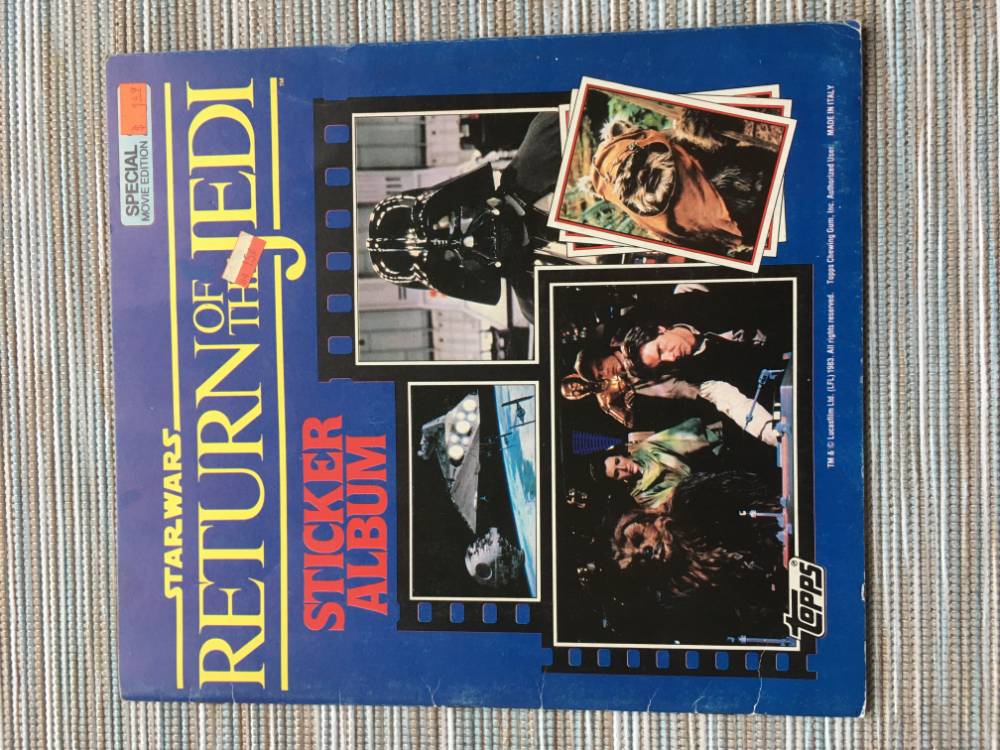 SPECIAL
MOVIE EDITION
STAR WARS
RETURN
OF
THE
JEDI
TM
STICKER
ALBUM
TOPPS
®
TM & © Lucasfilm Ltd. (LFL) 1983. All rights reserved. Topps Chewing Gum, Inc. Authorized User. MADE IN ITALY